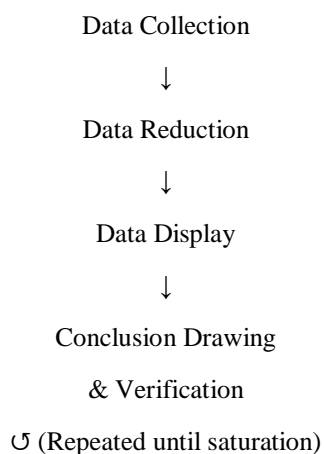 Data Collection
↓
Data Reduction
↓
Data Display
↓
Conclusion Drawing
& Verification
↺ (Repeated until saturation)